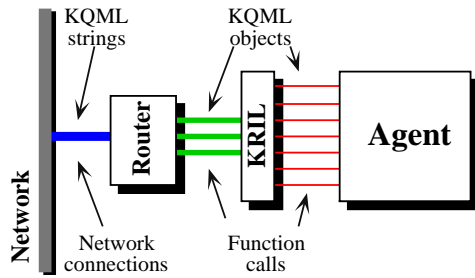 KQML
strings
KQML
objects
Network
Router
KRIL
Agent
Network
connections
Function
calls